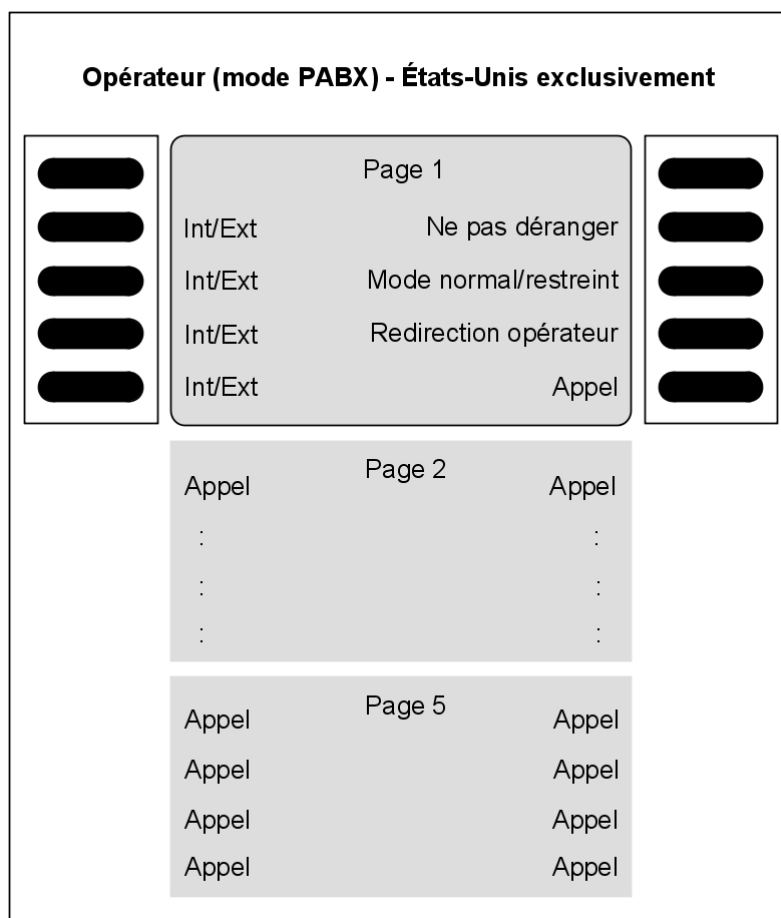 Opérateur (mode PABX) - États-Unis exclusivement
Page 1
Int/Ext Ne pas déranger
Int/Ext Mode normal/restreint
Int/Ext Redirection opérateur
Int/Ext Appel
Page 2
Appel Appel
: :
: :
: :
Page 5
Appel Appel
Appel Appel
Appel Appel
Appel Appel